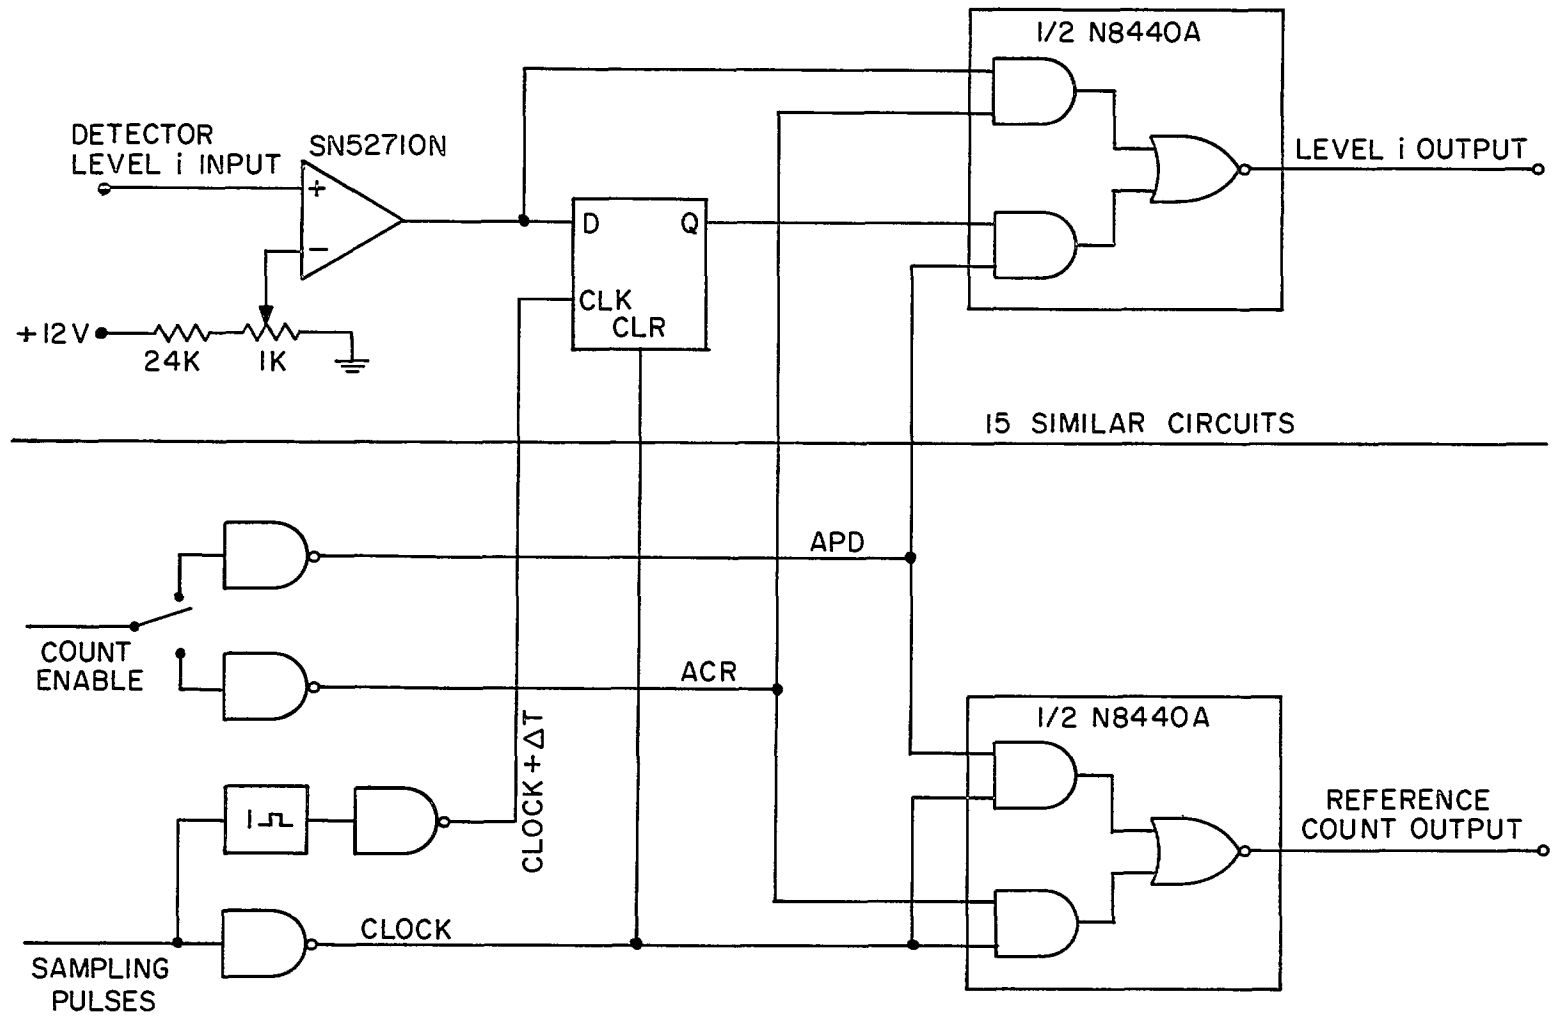 1/2 N8440A
DETECTOR
LEVEL i INPUT
SN52710N
+
−
LEVEL i OUTPUT
D
Q
CLK
CLR
+12V
24K
1K
15 SIMILAR CIRCUITS
APD
COUNT
ENABLE
ACR
CLOCK + ΔT
1/2 N8440A
1
REFERENCE
COUNT OUTPUT
CLOCK
SAMPLING
PULSES